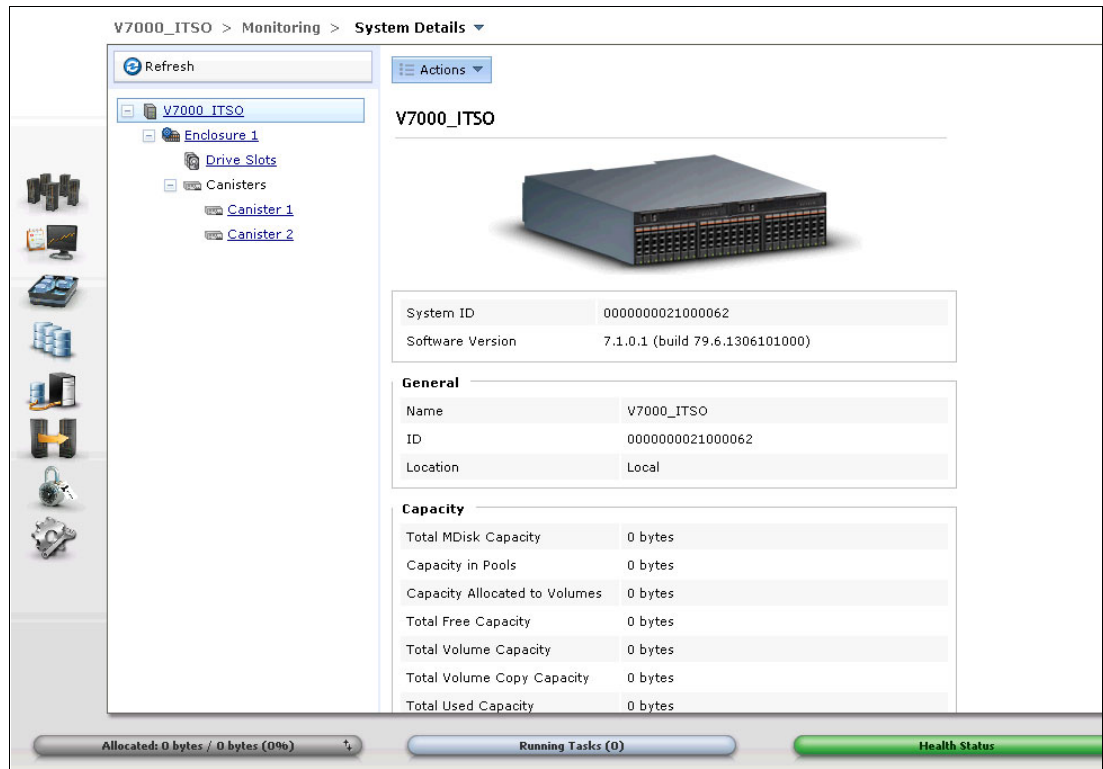 V7000_ITSO > Monitoring > System Details
Refresh
Actions
V7000_ITSO
Enclosure 1
Drive Slots
Canisters
Canister 1
Canister 2
V7000_ITSO
System ID 0000000021000062
Software Version 7.1.0.1 (build 79.6.1306101000)
General
Name V7000_ITSO
ID 0000000021000062
Location Local
Capacity
Total MDisk Capacity 0 bytes
Capacity in Pools 0 bytes
Capacity Allocated to Volumes 0 bytes
Total Free Capacity 0 bytes
Total Volume Capacity 0 bytes
Total Volume Copy Capacity 0 bytes
Total Used Capacity 0 bytes
Allocated: 0 bytes / 0 bytes (0%) Running Tasks (0) Health Status